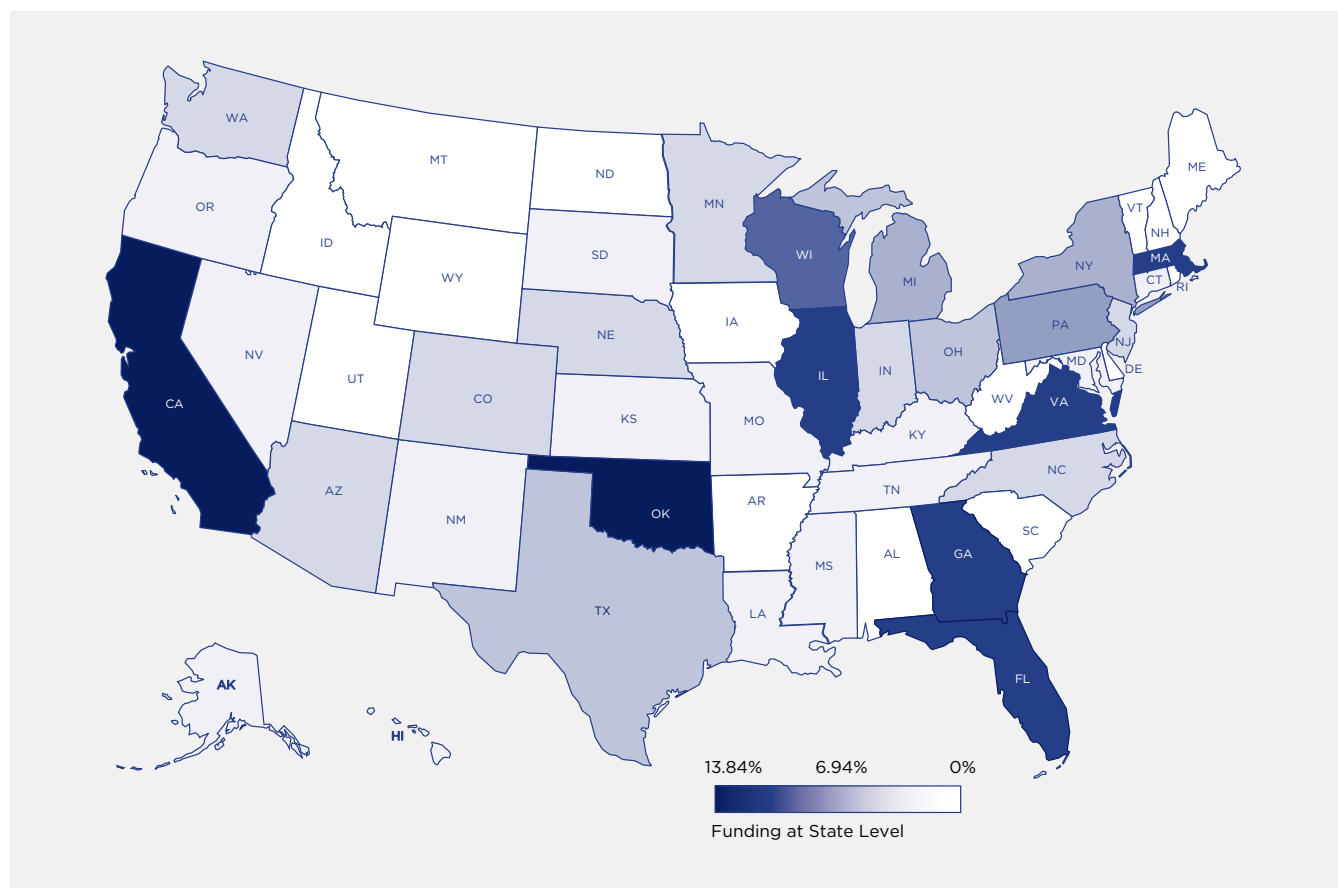 WA
MT
ND
ME
OR
MN
VT
NH
ID
SD
WI
NY
MA
WY
MI
CT
RI
IA
NE
PA
NV
OH
NJ
UT
IN
MD
DE
CO
IL
CA
WV
VA
KS
MO
KY
AZ
NC
TN
AR
NM
OK
SC
AL
GA
MS
TX
LA
AK
FL
HI
13.84% 6.94% 0%
Funding at State Level